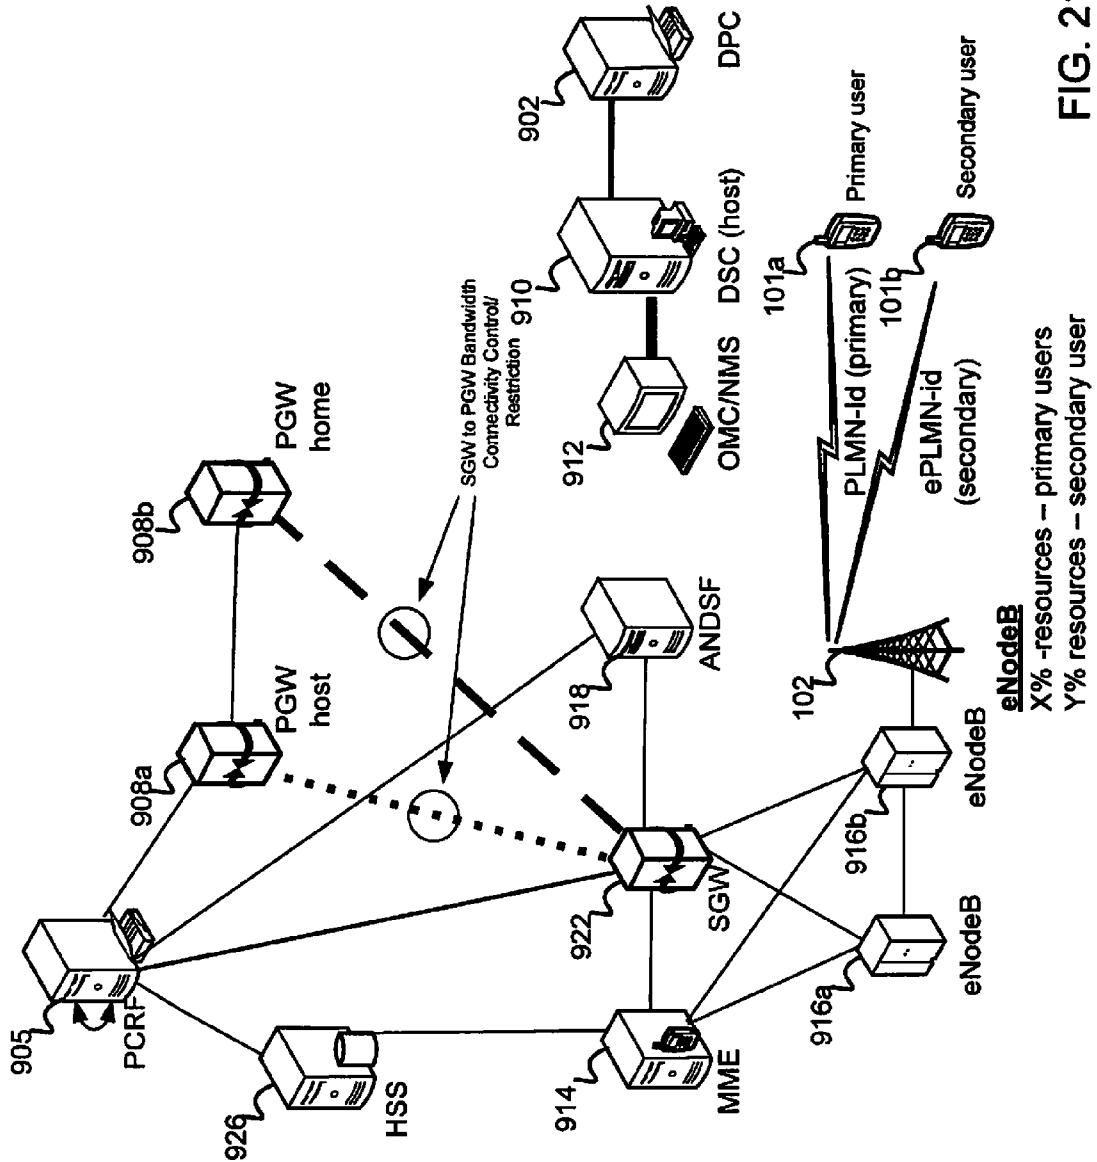 905
PCRF
908a
908b
926
PGW
host
PGW
home
HSS
SGW to PGW Bandwidth
Connectivity Control/
Restriction
914
922
918
912
910
902
MME
SGW
ANDSF
OMC/NMS
DSC (host)
DPC
916a
916b
102
101a
Primary user
PLMN-Id (primary)
101b
ePLMN-id
(secondary)
Secondary user
eNodeB
eNodeB
eNodeB
X% -resources – primary users
Y% resources – secondary user
FIG. 2